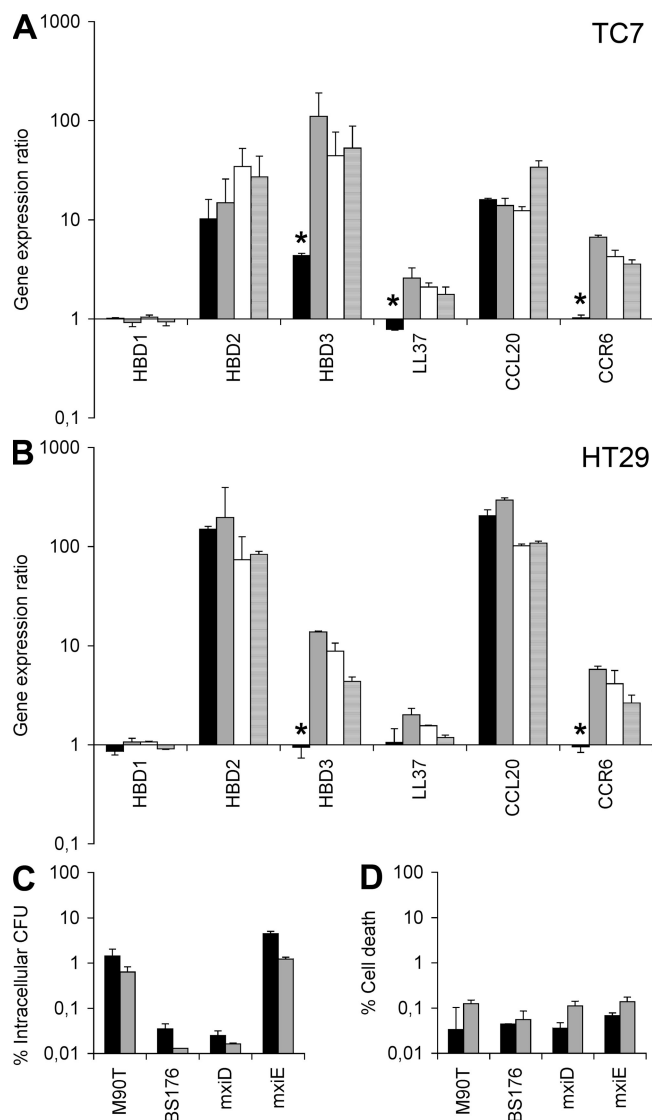 A
TC7
Gene expression ratio
1000
100
10
1
0,1
*
*
*
HBD1
HBD2
HBD3
LL37
CCL20
CCR6
B
HT29
Gene expression ratio
1000
100
10
1
0,1
*
*
HBD1
HBD2
HBD3
LL37
CCL20
CCR6
C
% Intracellular CFU
100
10
1
0,1
0,01
M90T
BS176
mxiD
mxiE
D
% Cell death
100
10
1
0,1
0,01
M90T
BS176
mxiD
mxiE